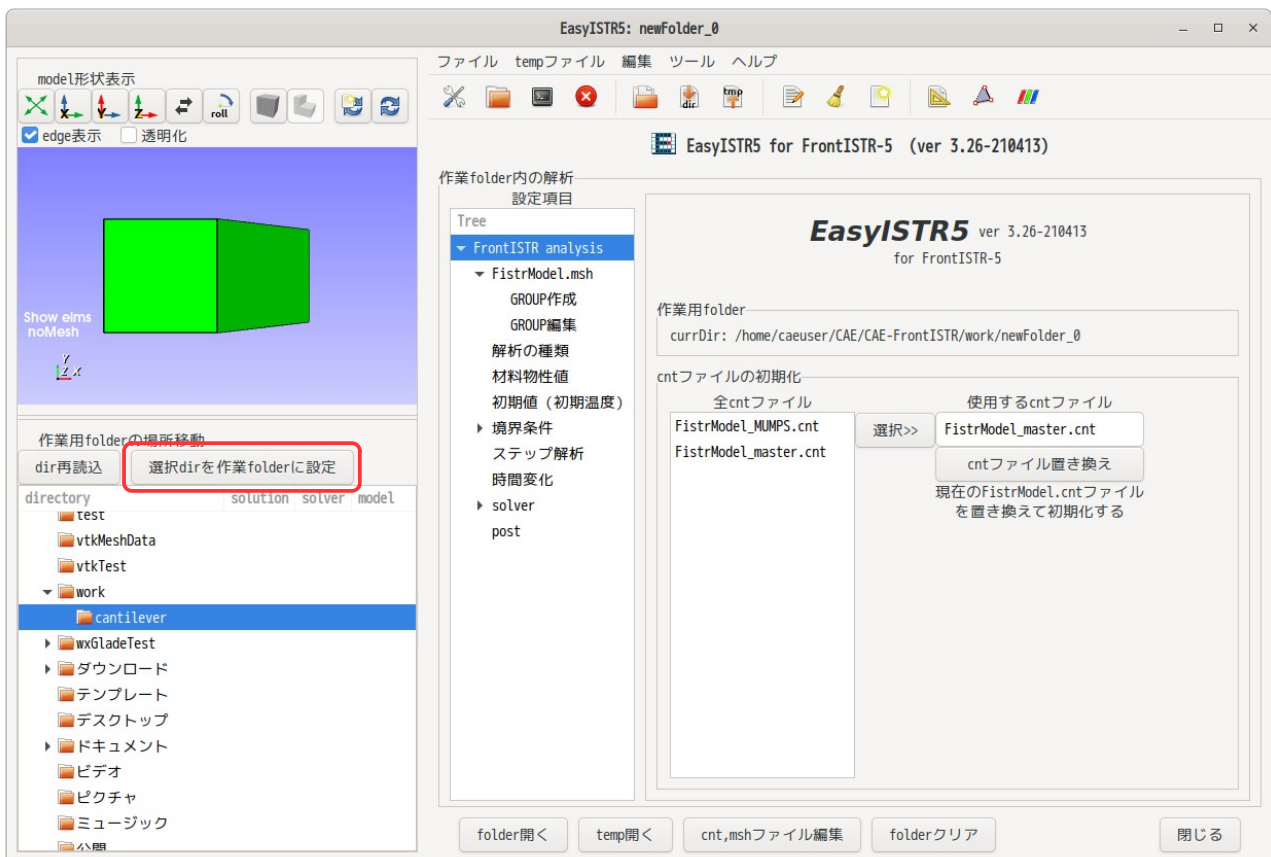 EasyISTR5: newFolder_0
model形状表示
roll
edge表示 透明化
Show elms
noMesh
Y
Z X
作業用folderの場所移動
dir再読込 選択dirを作業folderに設定
directory solution solver model
test
vtkMeshData
vtkTest
work
cantilever
wxGladeTest
ダウンロード
テンプレート
デスクトップ
ドキュメント
ビデオ
ピクチャ
ミュージック
公開
ファイル tempファイル 編集 ツール ヘルプ
dir tmp
EasyISTR5 for FrontISTR-5 (ver 3.26-210413)
作業folder内の解析
設定項目
Tree
FrontISTR analysis
FistrModel.msh
GROUP作成
GROUP編集
解析の種類
材料物性値
初期値（初期温度）
境界条件
ステップ解析
時間変化
solver
post
EasyISTR5 ver 3.26-210413
for FrontISTR-5
作業用folder
currDir: /home/caeuser/CAE/CAE-FrontISTR/work/newFolder_0
cntファイルの初期化
全cntファイル
FistrModel_MUMPS.cnt
FistrModel_master.cnt
選択>>
使用するcntファイル
FistrModel_master.cnt
cntファイル置き換え
現在のFistrModel.cntファイル
を置き換えて初期化する
folder開く temp開く cnt,mshファイル編集 folderクリア 閉じる